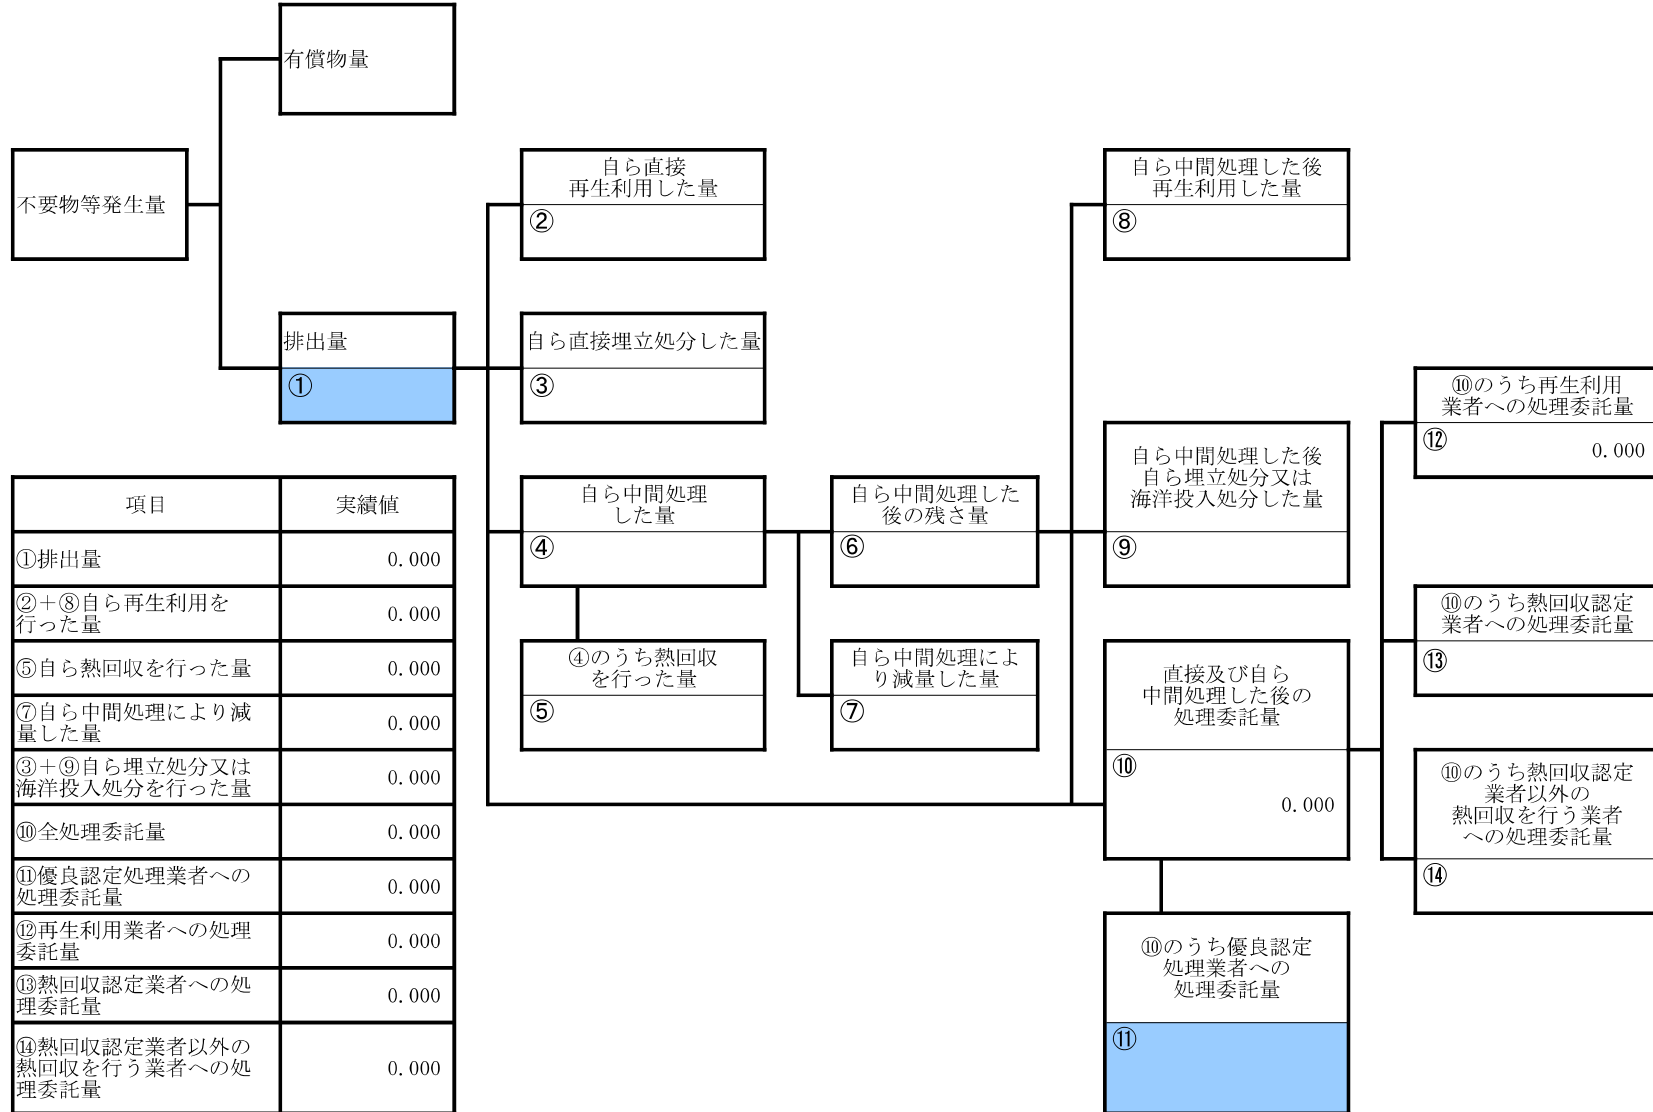 有償物量
不要物等発生量
自ら直接
再生利用した量
②
自ら中間処理した後
再生利用した量
⑧
排出量
①
自ら直接埋立処分した量
③
⑩のうち再生利用
業者への処理委託量
⑫
0.000
自ら中間処理
した量
④
自ら中間処理した
後の残さ量
⑥
自ら中間処理した後
自ら埋立処分又は
海洋投入処分した量
⑨
④のうち熱回収
を行った量
⑤
自ら中間処理によ
り減量した量
⑦
直接及び自ら
中間処理した後の
処理委託量
⑩
0.000
⑩のうち熱回収認定
業者への処理委託量
⑬
⑩のうち熱回収認定
業者以外の
熱回収を行う業者
への処理委託量
⑭
⑩のうち優良認定
処理業者への
処理委託量
⑪
項目 実績値
①排出量 0.000
②＋⑧自ら再生利用を
行った量 0.000
⑤自ら熱回収を行った量 0.000
⑦自ら中間処理により減
量した量 0.000
③＋⑨自ら埋立処分又は
海洋投入処分を行った量 0.000
⑩全処理委託量 0.000
⑪優良認定処理業者への
処理委託量 0.000
⑫再生利用業者への処理
委託量 0.000
⑬熱回収認定業者への処
理委託量 0.000
⑭熱回収認定業者以外の
熱回収を行う業者への処
理委託量 0.000